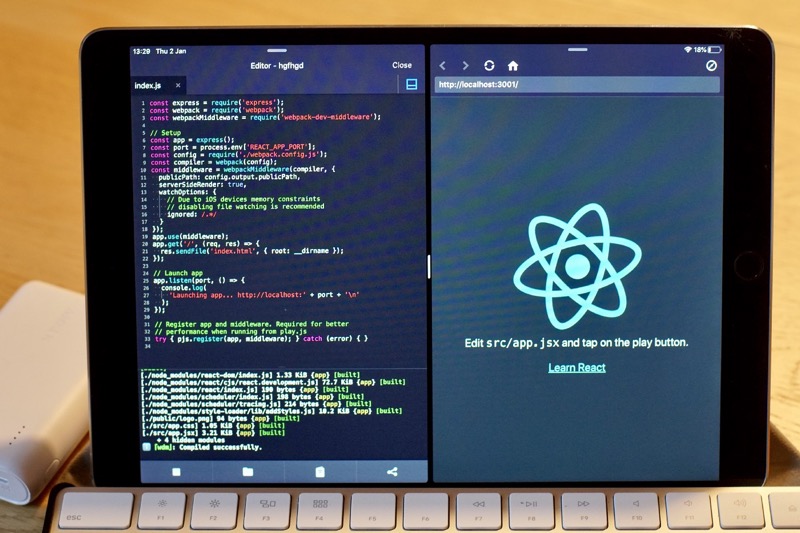 13:29 Thu 2 Jan
Editor - hgfhgd
Close
index.js ×
1 const express = require('express');
2 const webpack = require('webpack');
3 const webpackMiddleware = require('webpack-dev-middleware');
4
5 // Setup
6 const app = express();
7 const port = process.env['REACT_APP_PORT'];
8 const config = require('./webpack.config.js');
9 const compiler = webpack(config);
10 const middleware = webpackMiddleware(compiler, {
11 publicPath: config.output.publicPath,
12 serverSideRender: true,
13 watchOptions: {
14 // Due to iOS devices memory constraints
15 // disabling file watching is recommended
16 ignored: /.*/
17 }
18 });
19 app.use(middleware);
20 app.get('/', (req, res) => {
21 res.sendFile('index.html', { root: __dirname });
22 });
23
24 // Launch app
25 app.listen(port, () => {
26 console.log(
27 'Launching app... http://localhost:' + port + '\n'
28 );
29 });
30
31 // Register app and middleware. Required for better
32 // performance when running from play.js
33 try { pjs.register(app, middleware); } catch (error) { }
34
[./node_modules/react-dom/index.js] 1.33 KiB {app} [built]
[./node_modules/react/cjs/react.development.js] 72.7 KiB {app} [built]
[./node_modules/react/index.js] 190 bytes {app} [built]
[./node_modules/scheduler/index.js] 198 bytes {app} [built]
[./node_modules/scheduler/tracing.js] 214 bytes {app} [built]
[./node_modules/style-loader/lib/addStyles.js] 10.2 KiB {app} [built]
[./public/logo.png] 94 bytes {app} [built]
[./src/app.css] 1.05 KiB {app} [built]
[./src/app.jsx] 3.21 KiB {app} [built]
+ 4 hidden modules
[wdm]: Compiled successfully.
18%
http://localhost:3001/
Edit src/app.jsx and tap on the play button.
Learn React
esc
F1
F2
F3
F4
F5
F6
F7
F8
F9
F10
F11
F12